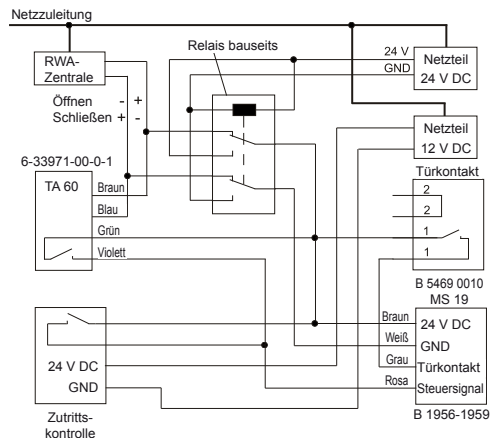 Netzzuleitung
RWA-
Zentrale
Öffnen - +
Schließen + -
Relais bauseits
24 V
GND
Netzteil
24 V DC
Netzteil
12 V DC
6-33971-00-0-1
TA 60
Braun
Blau
Grün
Violett
Türkontakt
2
2
1
1
B 5469 0010
MS 19
Braun
Weiß
Grau
Rosa
24 V DC
GND
Türkontakt
Steuersignal
B 1956-1959
24 V DC
GND
Zutritts-
kontrolle